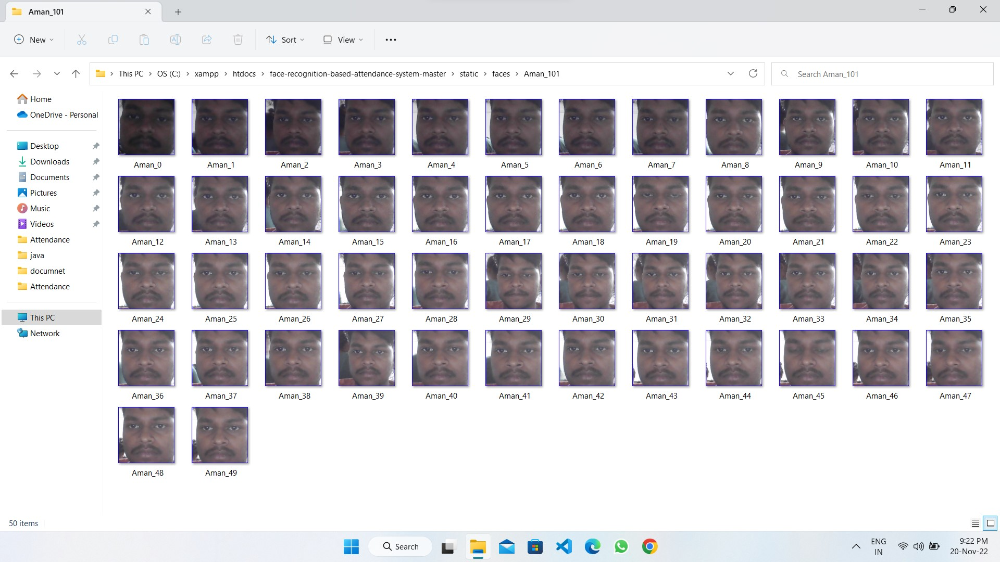 Aman_101
New Sort View
This PC OS (C:) xampp htdocs face-recognition-based-attendance-system-master static faces Aman_101
Search Aman_101
Home
OneDrive - Personal
Desktop
Downloads
Documents
Pictures
Music
Videos
Attendance
java
documnet
Attendance
This PC
Network
Aman_0 Aman_1 Aman_2 Aman_3 Aman_4 Aman_5 Aman_6 Aman_7 Aman_8 Aman_9 Aman_10 Aman_11
Aman_12 Aman_13 Aman_14 Aman_15 Aman_16 Aman_17 Aman_18 Aman_19 Aman_20 Aman_21 Aman_22 Aman_23
Aman_24 Aman_25 Aman_26 Aman_27 Aman_28 Aman_29 Aman_30 Aman_31 Aman_32 Aman_33 Aman_34 Aman_35
Aman_36 Aman_37 Aman_38 Aman_39 Aman_40 Aman_41 Aman_42 Aman_43 Aman_44 Aman_45 Aman_46 Aman_47
Aman_48 Aman_49
50 items
Search
ENG
IN
9:22 PM
20-Nov-22